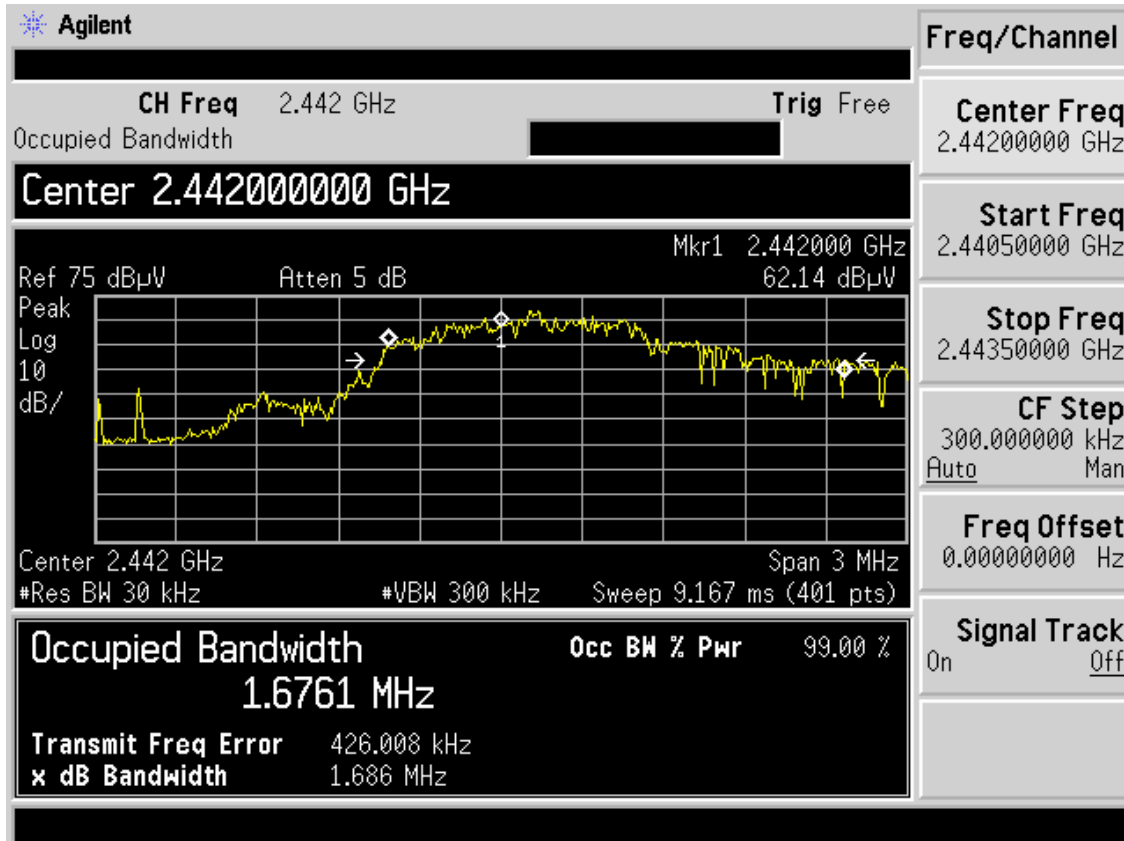 Agilent
Freq/Channel
CH Freq 2.442 GHz Trig Free
Occupied Bandwidth
Center 2.442000000 GHz
Mkr1 2.442000 GHz
Ref 75 dBµV Atten 5 dB 62.14 dBµV
Peak
Log
10
dB/
1
Center 2.442 GHz Span 3 MHz
#Res BW 30 kHz #VBW 300 kHz Sweep 9.167 ms (401 pts)
Occupied Bandwidth Occ BW % Pwr 99.00 %
1.6761 MHz
Transmit Freq Error 426.008 kHz
x dB Bandwidth 1.686 MHz
Center Freq
2.44200000 GHz
Start Freq
2.44050000 GHz
Stop Freq
2.44350000 GHz
CF Step
300.000000 kHz
Auto Man
Freq Offset
0.00000000 Hz
Signal Track
On Off